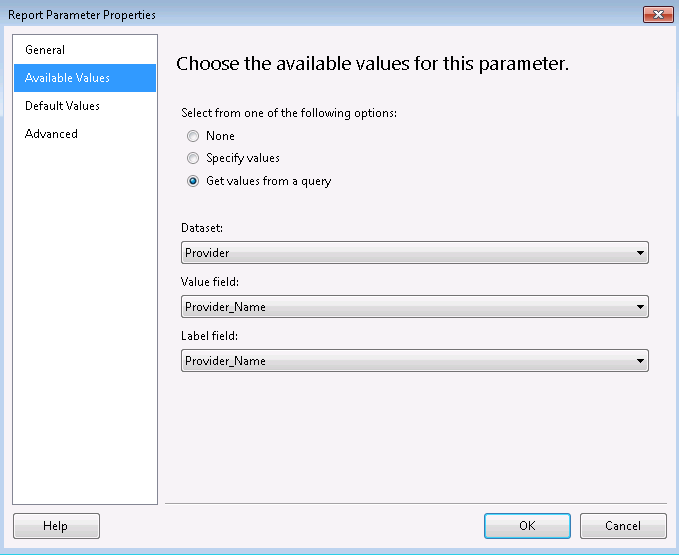 Report Parameter Properties
General
Available Values
Default Values
Advanced
Choose the available values for this parameter.
Select from one of the following options:
None
Specify values
Get values from a query
Dataset:
Provider
Value field:
Provider_Name
Label field:
Provider_Name
Help
OK
Cancel